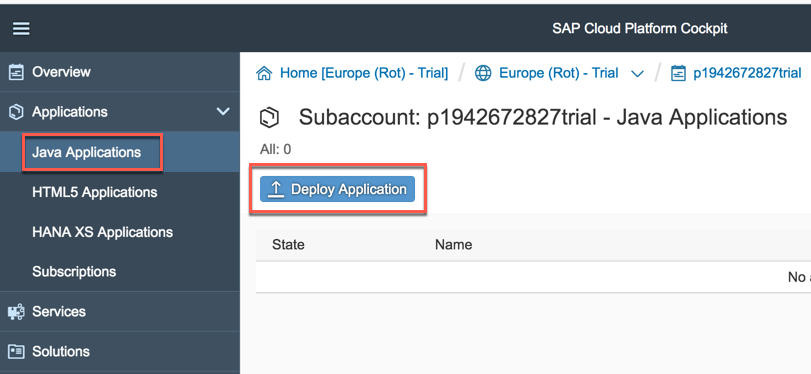 SAP Cloud Platform Cockpit
Overview
Applications
Java Applications
HTML5 Applications
HANA XS Applications
Subscriptions
Services
Solutions
Home [Europe (Rot) - Trial] / Europe (Rot) - Trial / p1942672827trial
Subaccount: p1942672827trial - Java Applications
All: 0
Deploy Application
State Name
No